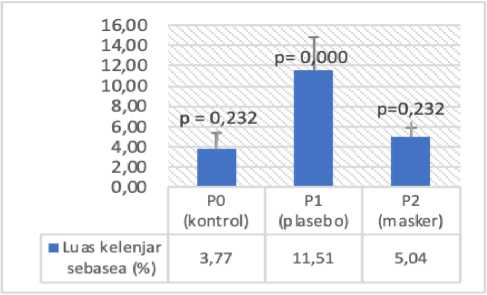 16,00
14,00
12,00
10,00
8,00
6,00
4,00
2,00
0,00
p = 0,232
p= 0,000
p=0,232
P0
(kontrol)
P1
(plasebo)
P2
(masker)
Luas kelenjar
sebasea (%)
3,77
11,51
5,04